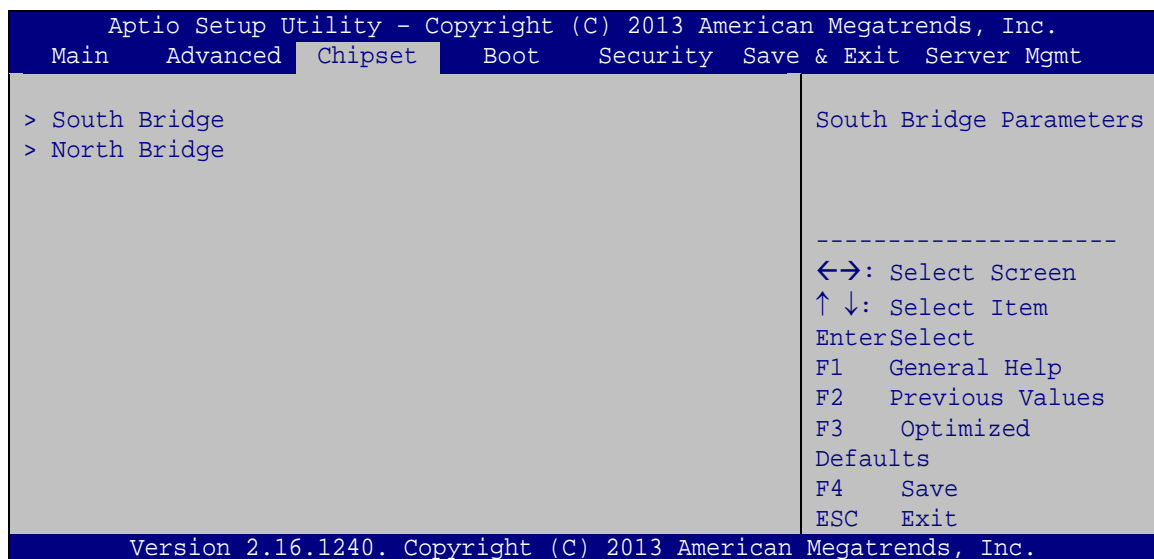 Aptio Setup Utility – Copyright (C) 2013 American Megatrends, Inc.
Main Advanced Chipset Boot Security Save & Exit Server Mgmt
> South Bridge
> North Bridge
South Bridge Parameters
---------------------
←→: Select Screen
↑ ↓: Select Item
EnterSelect
F1 General Help
F2 Previous Values
F3 Optimized
Defaults
F4 Save
ESC Exit
Version 2.16.1240. Copyright (C) 2013 American Megatrends, Inc.